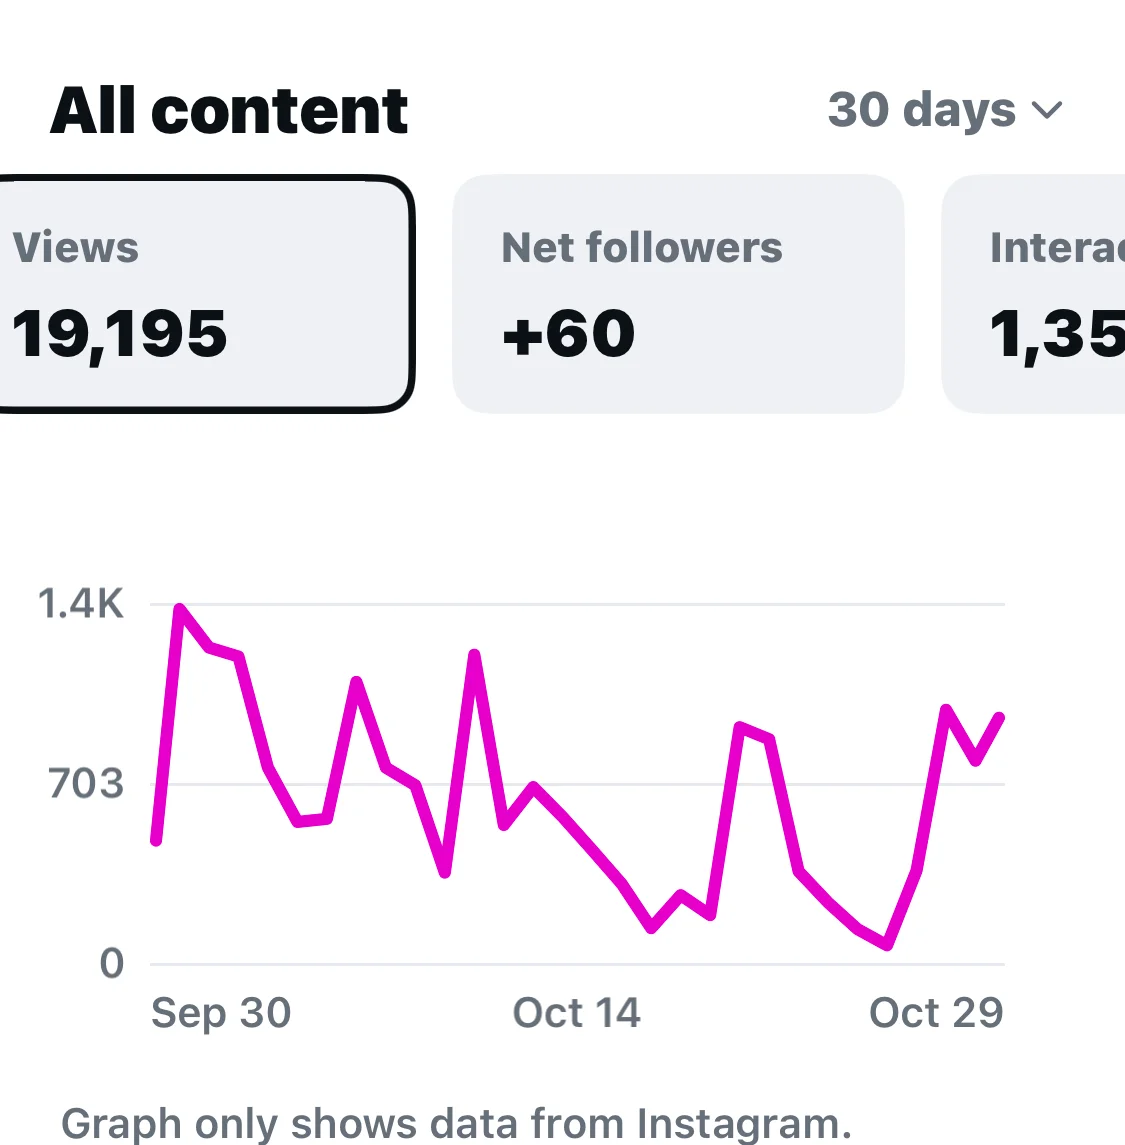 All content
30 days
Views
Net followers
19,195
+60
1.4K
703
0
Sep 30
Oct 14
Oct 29
Graph only shows data from Instagram.